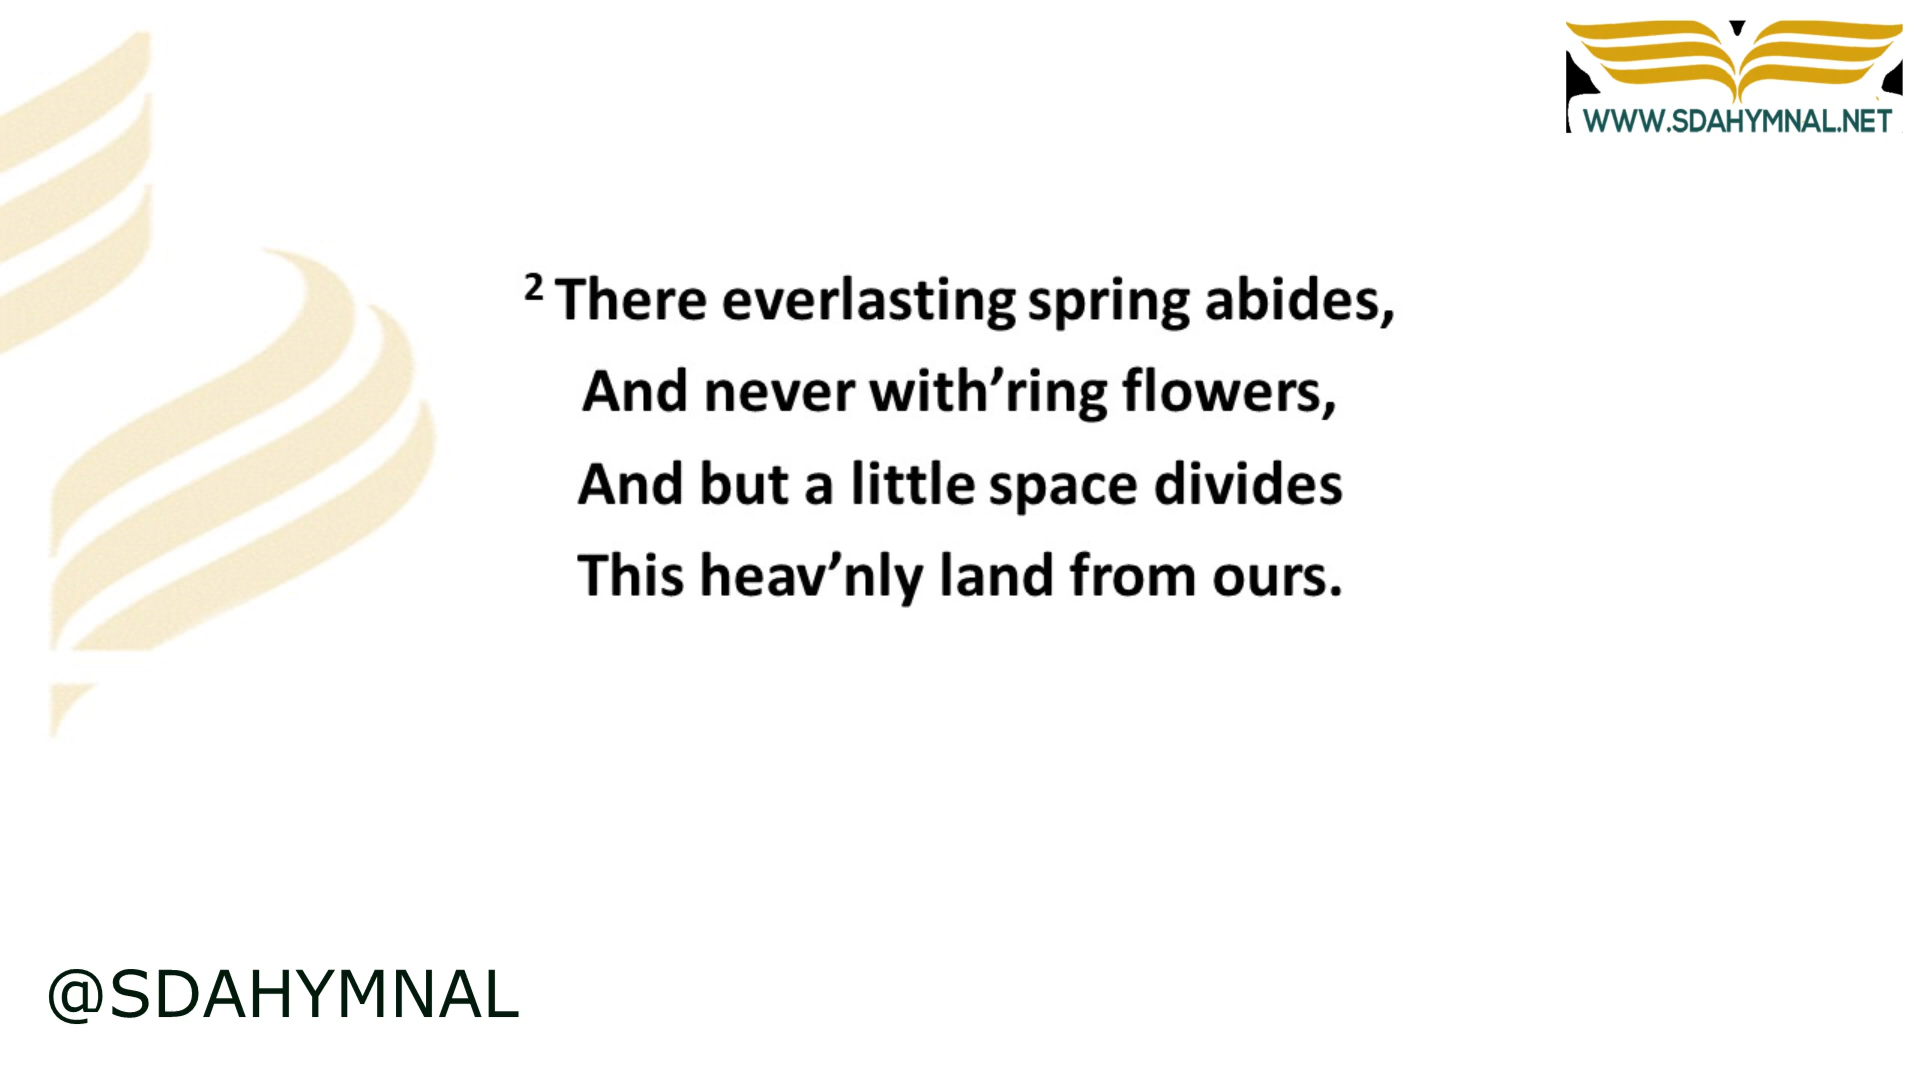 WWW.SDAHYMNAL.NET
2 There everlasting spring abides,
And never with’ring flowers,
And but a little space divides
This heav’nly land from ours.
@SDAHYMNAL